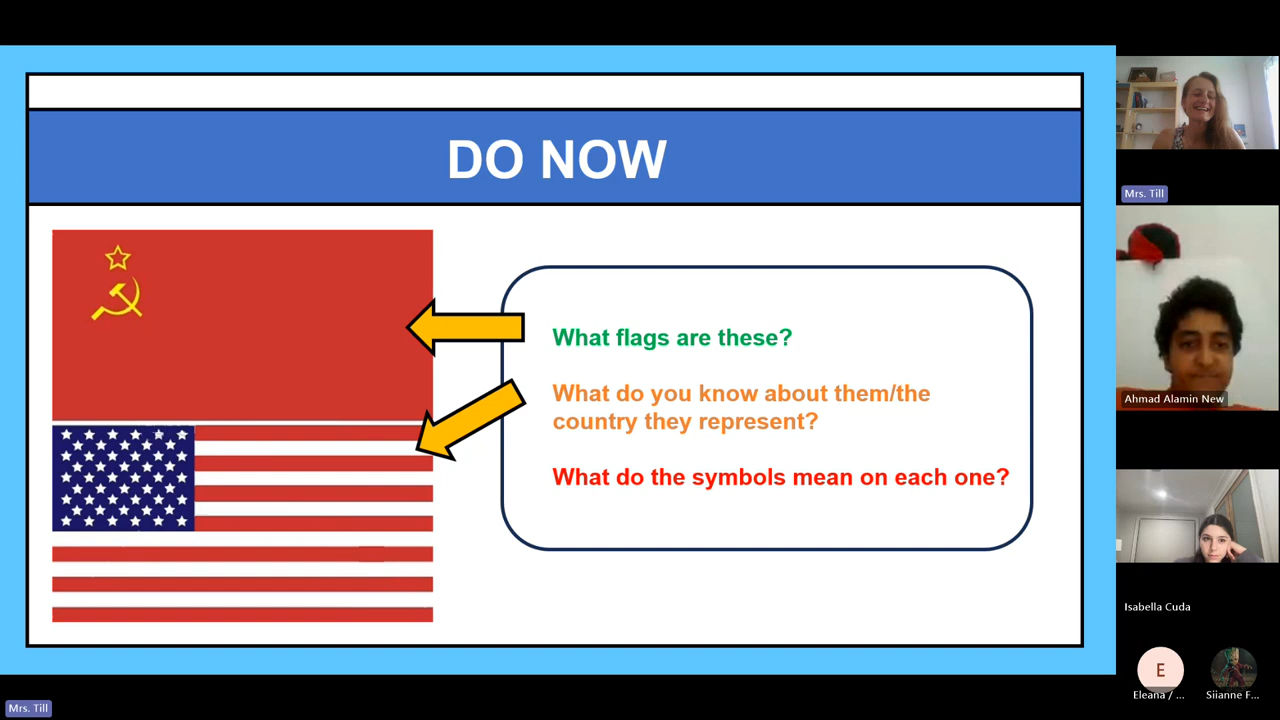 DO NOW
What flags are these?
What do you know about them/the
country they represent?
What do the symbols mean on each one?
Mrs. Till
Ahmad Alamin New
Isabella Cuda
E
Eleana / ...
Siianne F...
Mrs. Till